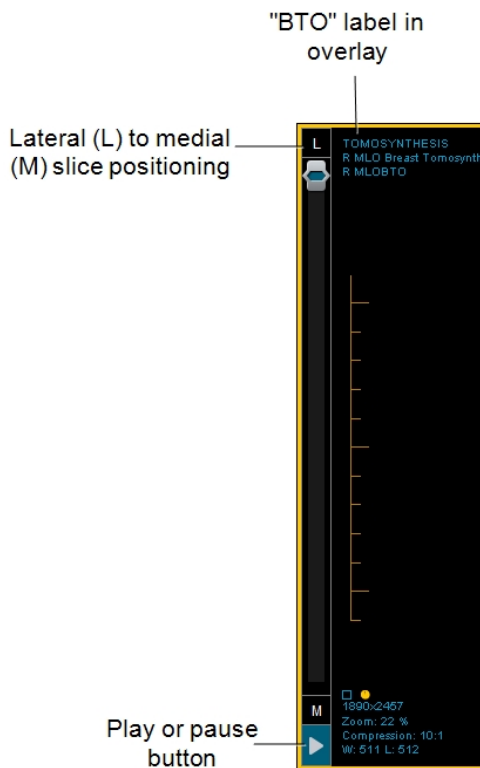 "BTO" label in
overlay
Lateral (L) to medial
(M) slice positioning
L
TOMOSYNTHESIS
R MLO Breast Tomosynth
R MLOBTO
M
1890x2457
Zoom: 22 %
Compression: 10:1
W: 511 L: 512
Play or pause
button